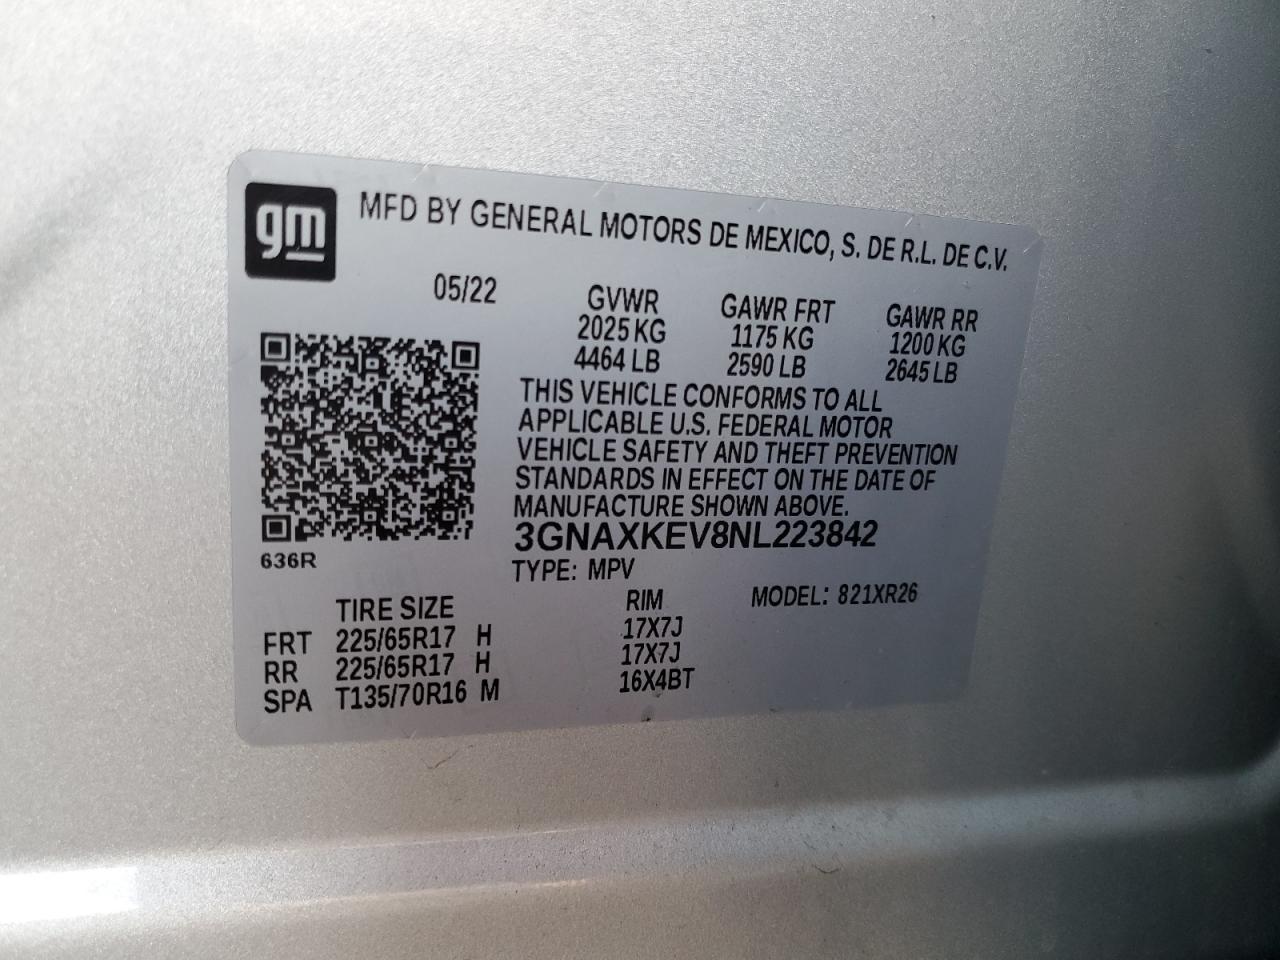 gm
MFD BY GENERAL MOTORS DE MEXICO, S. DE R.L. DE C.V.
05/22 GVWR GAWR FRT GAWR RR
2025 KG 1175 KG 1200 KG
4464 LB 2590 LB 2645 LB
THIS VEHICLE CONFORMS TO ALL
APPLICABLE U.S. FEDERAL MOTOR
VEHICLE SAFETY AND THEFT PREVENTION
STANDARDS IN EFFECT ON THE DATE OF
MANUFACTURE SHOWN ABOVE.
3GNAXKEV8NL223842
636R
TYPE: MPV
TIRE SIZE RIM MODEL: 821XR26
FRT 225/65R17 H 17X7J
RR 225/65R17 H 17X7J
SPA T135/70R16 M 16X4BT